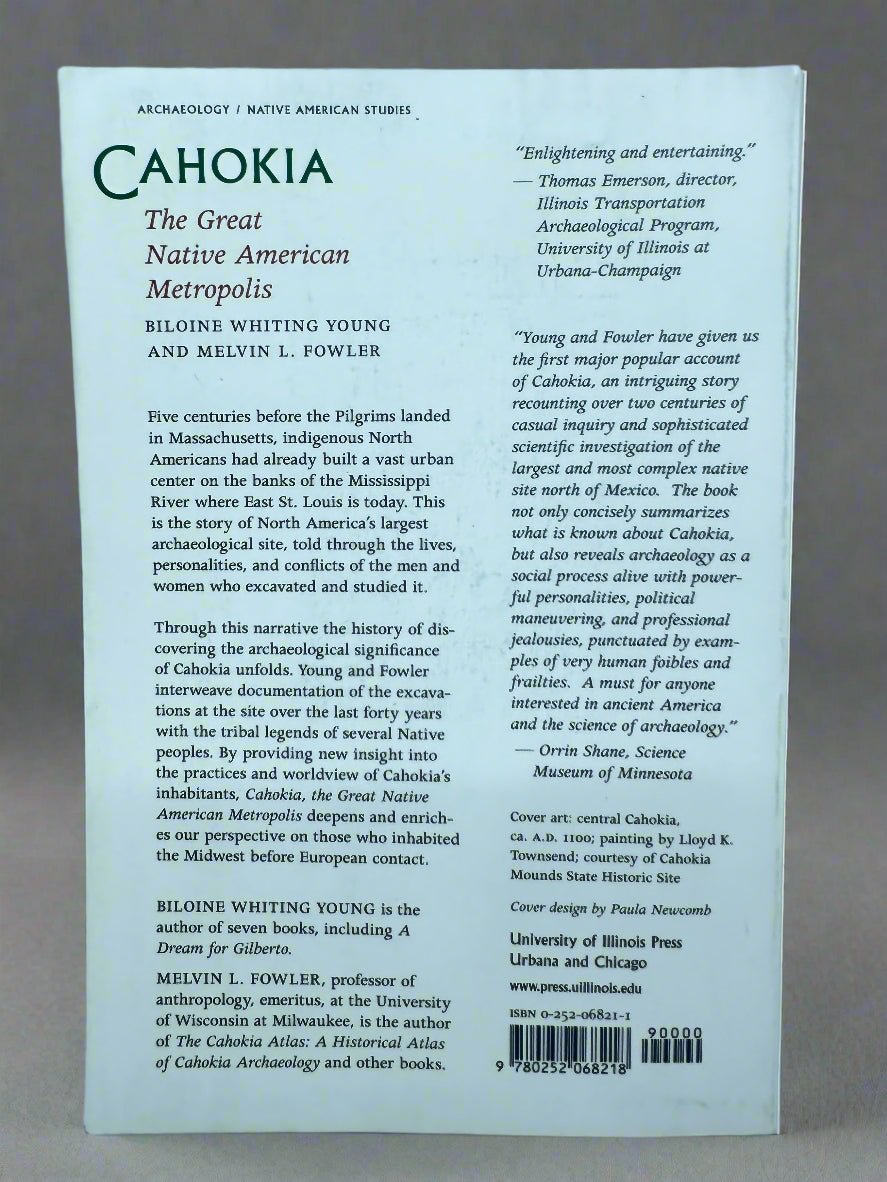 ARCHAEOLOGY / NATIVE AMERICAN STUDIES
CAHOKIA
The Great
Native American
Metropolis
BILOINE WHITING YOUNG
AND MELVIN L. FOWLER
Five centuries before the Pilgrims landed
in Massachusetts, indigenous North
Americans had already built a vast urban
center on the banks of the Mississippi
River where East St. Louis is today. This
is the story of North America's largest
archaeological site, told through the lives,
personalities, and conflicts of the men and
women who excavated and studied it.
Through this narrative the history of dis-
covering the archaeological significance
of Cahokia unfolds. Young and Fowler
interweave documentation of the excava-
tions at the site over the last forty years
with the tribal legends of several Native
peoples. By providing new insight into
the practices and worldview of Cahokia's
inhabitants, Cahokia, the Great Native
American Metropolis deepens and enrich-
es our perspective on those who inhabited
the Midwest before European contact.
BILOINE WHITING YOUNG is the
author of seven books, including A
Dream for Gilberto.
MELVIN L. FOWLER, professor of
anthropology, emeritus, at the University
of Wisconsin at Milwaukee, is the author
of The Cahokia Atlas: A Historical Atlas
of Cahokia Archaeology and other books.
"Enlightening and entertaining."
— Thomas Emerson, director,
Illinois Transportation
Archaeological Program,
University of Illinois at
Urbana-Champaign
"Young and Fowler have given us
the first major popular account
of Cahokia, an intriguing story
recounting over two centuries of
casual inquiry and sophisticated
scientific investigation of the
largest and most complex native
site north of Mexico. The book
not only concisely summarizes
what is known about Cahokia,
but also reveals archaeology as a
social process alive with power-
ful personalities, political
maneuvering, and professional
jealousies, punctuated by exam-
ples of very human foibles and
frailties. A must for anyone
interested in ancient America
and the science of archaeology."
— Orrin Shane, Science
Museum of Minnesota
Cover art: central Cahokia,
ca. A.D. 1100; painting by Lloyd K.
Townsend; courtesy of Cahokia
Mounds State Historic Site
Cover design by Paula Newcomb
University of Illinois Press
Urbana and Chicago
www.press.uillinois.edu
ISBN 0-252-06821-1
90000
9 780252 068218